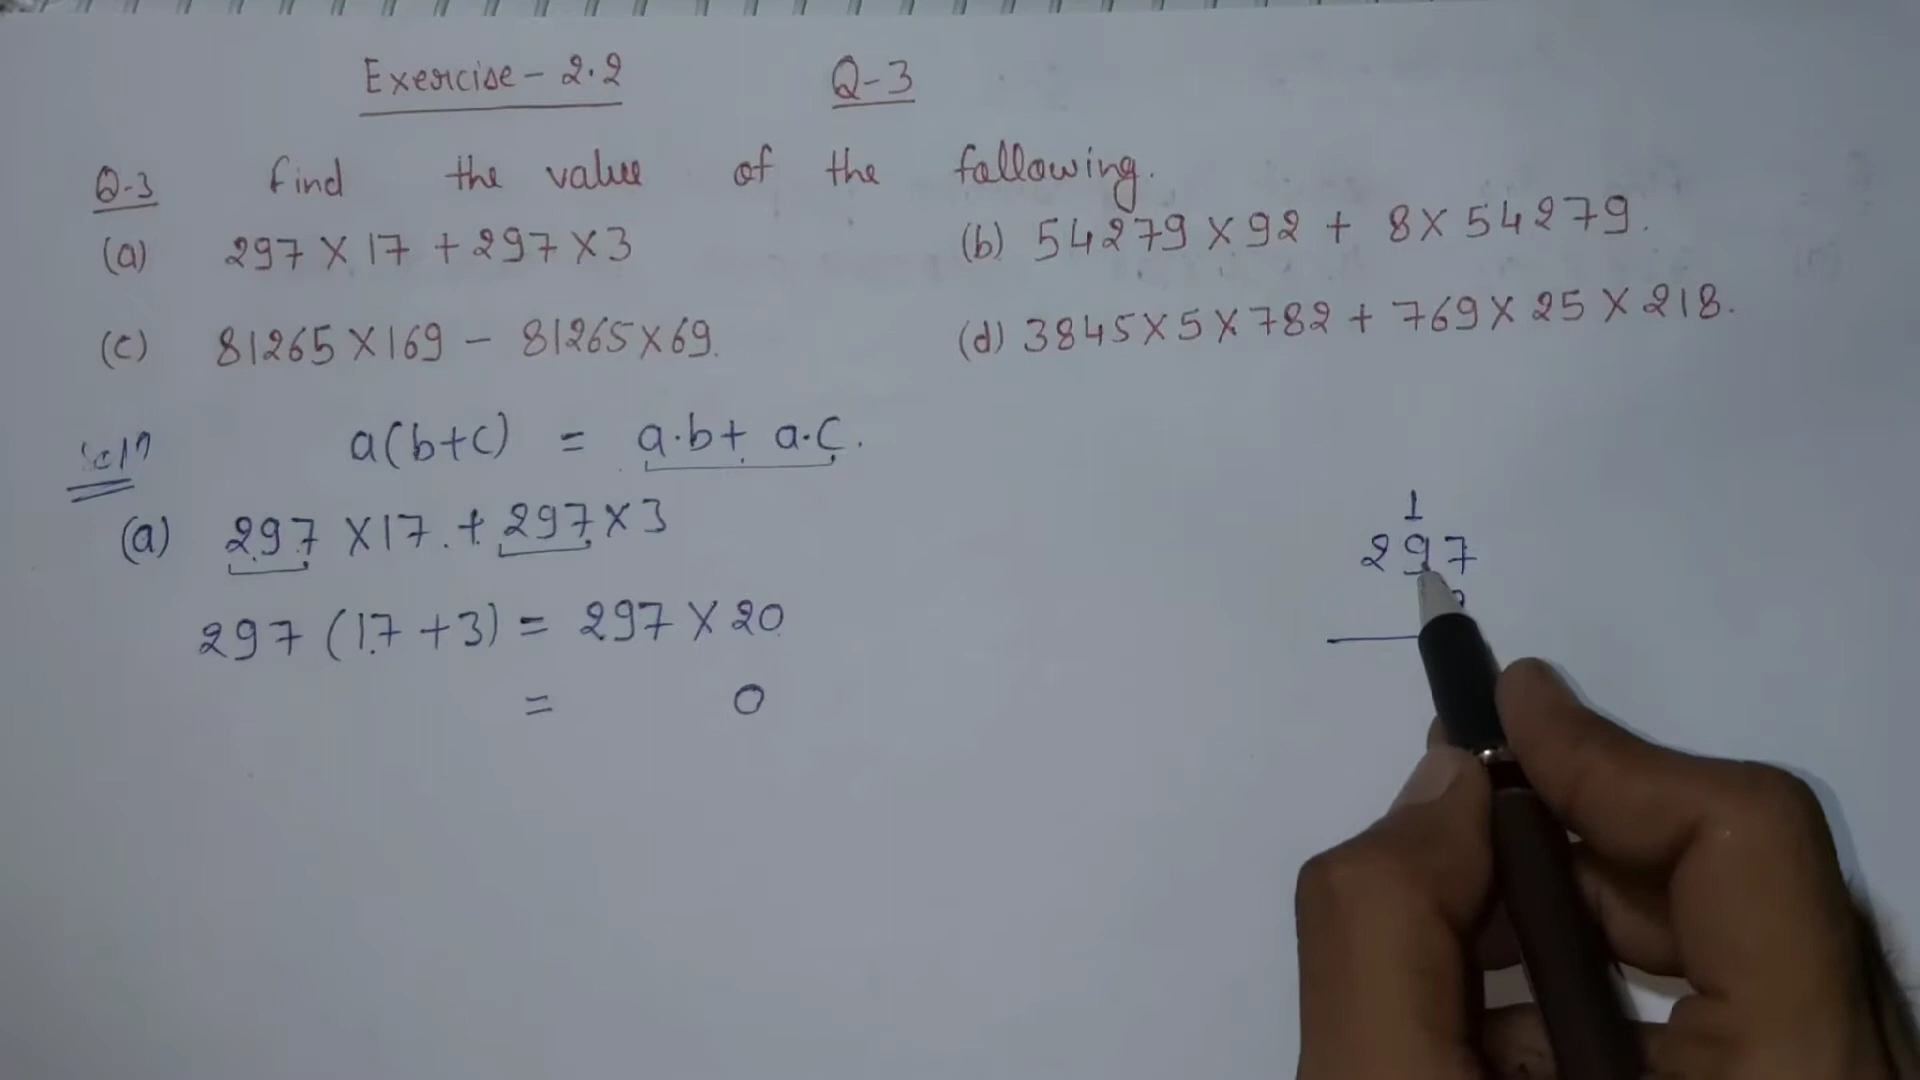 Exercise - 2.2 Q-3
Q-3 find the value of the following.
(a) 297 × 17 + 297 × 3 (b) 54279 × 92 + 8 × 54279.
(c) 81265 × 169 - 81265 × 69. (d) 3845 × 5 × 782 + 769 × 25 × 218.
a(b+c) = a.b + a.c.
(a) 297 × 17 + 297 × 3
297 (17 + 3) = 297 × 20
= 0
1
297